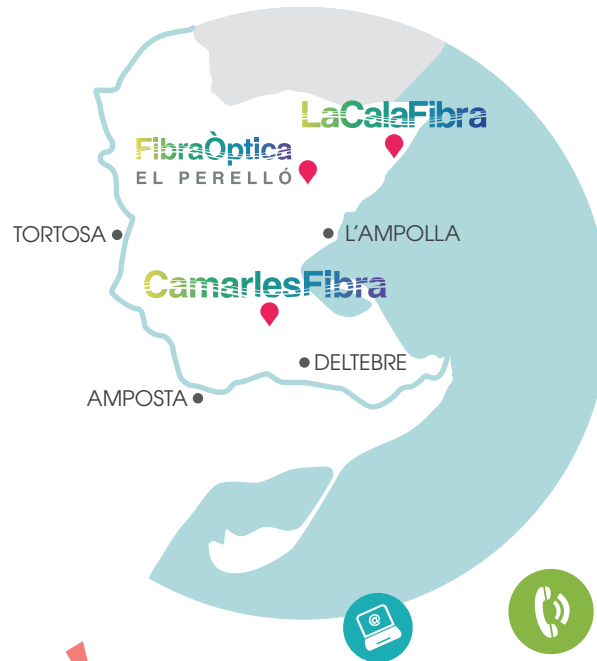 LaCalaFibra
FibraÒptica
EL PERELLÓ
TORTOSA
L'AMPOLLA
CamarlesFibra
DELTEBRE
AMPOSTA
@